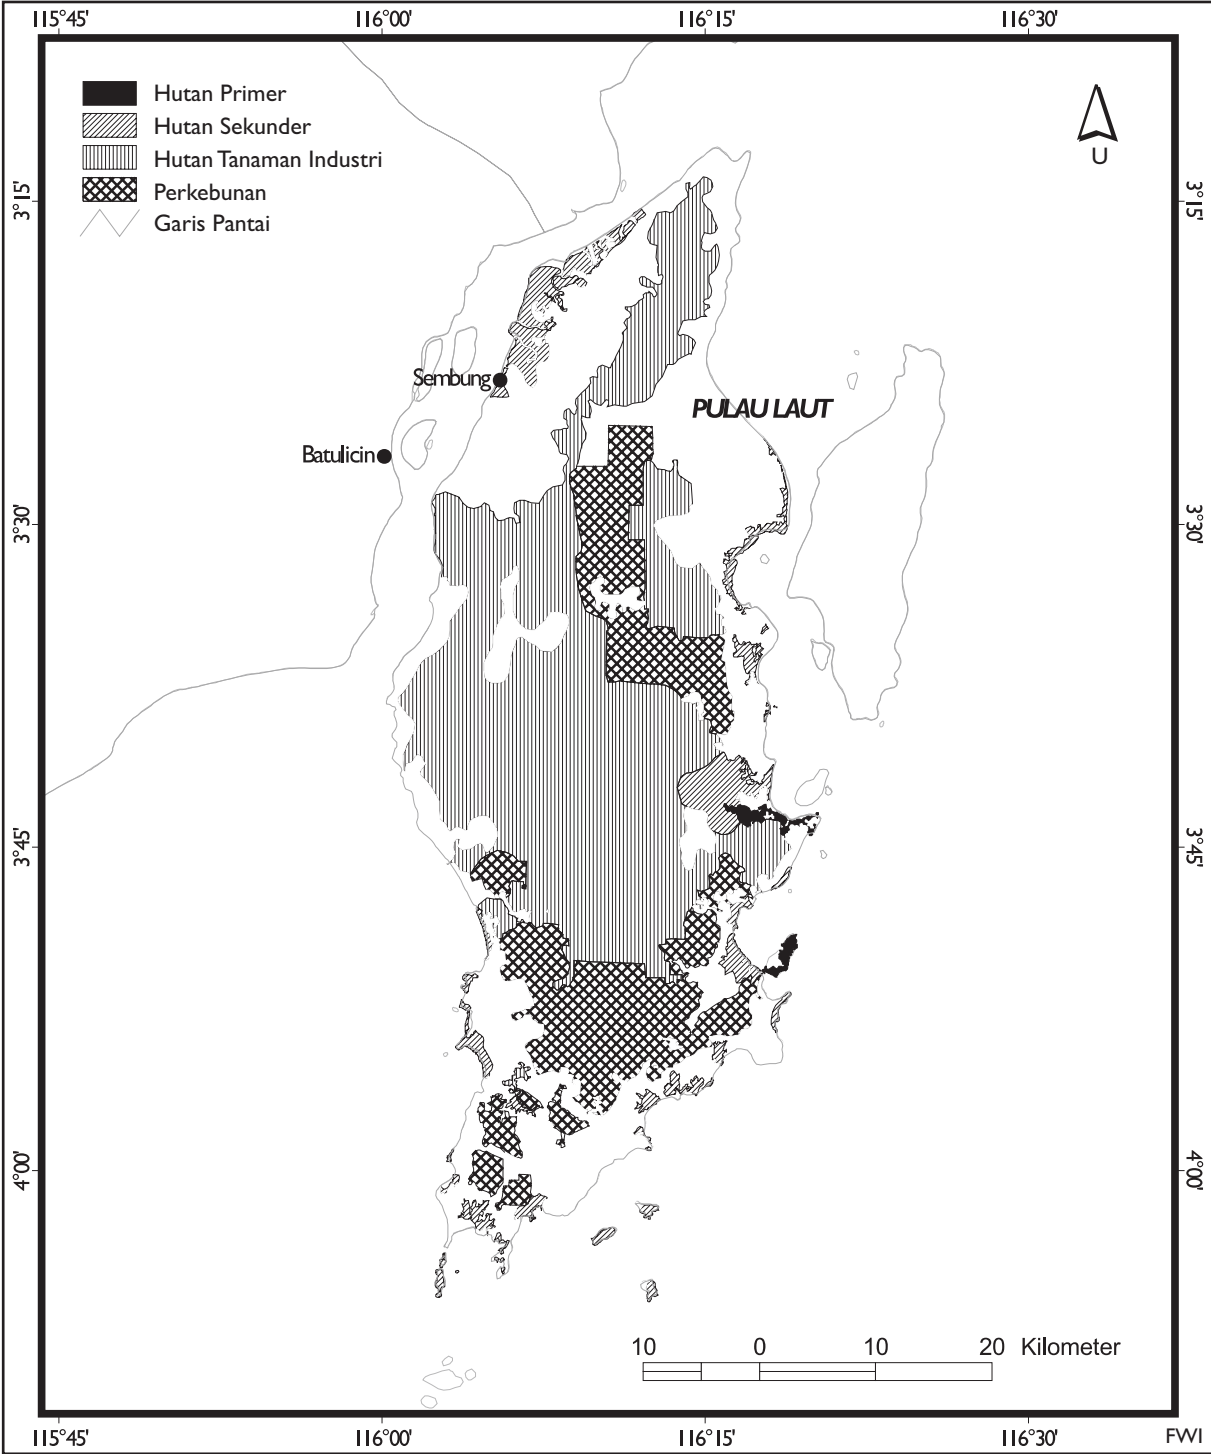 115°45'
116°00'
116°15'
116°30'
Hutan Primer
Hutan Sekunder
Hutan Tanaman Industri
Perkebunan
Garis Pantai
U
3°15'
3°15'
Sembung
PULAU LAUT
Batulicin
3°30'
3°30'
3°45'
3°45'
4°00'
4°00'
10 0 10 20 Kilometer
115°45'
116°00'
116°15'
116°30'
FWI